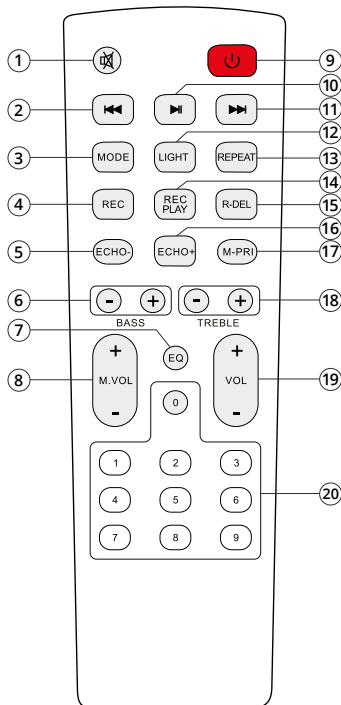 1
9
10
2
11
12
3 MODE LIGHT REPEAT 13
14
4 REC REC PLAY R-DEL
15
16
5 ECHO- ECHO+ M-PRI 17
6 - + - + 18
BASS TREBLE
7 EQ
+ +
8 M.VOL VOL 19
- -
0
1 2 3
4 5 6
20
7 8 9